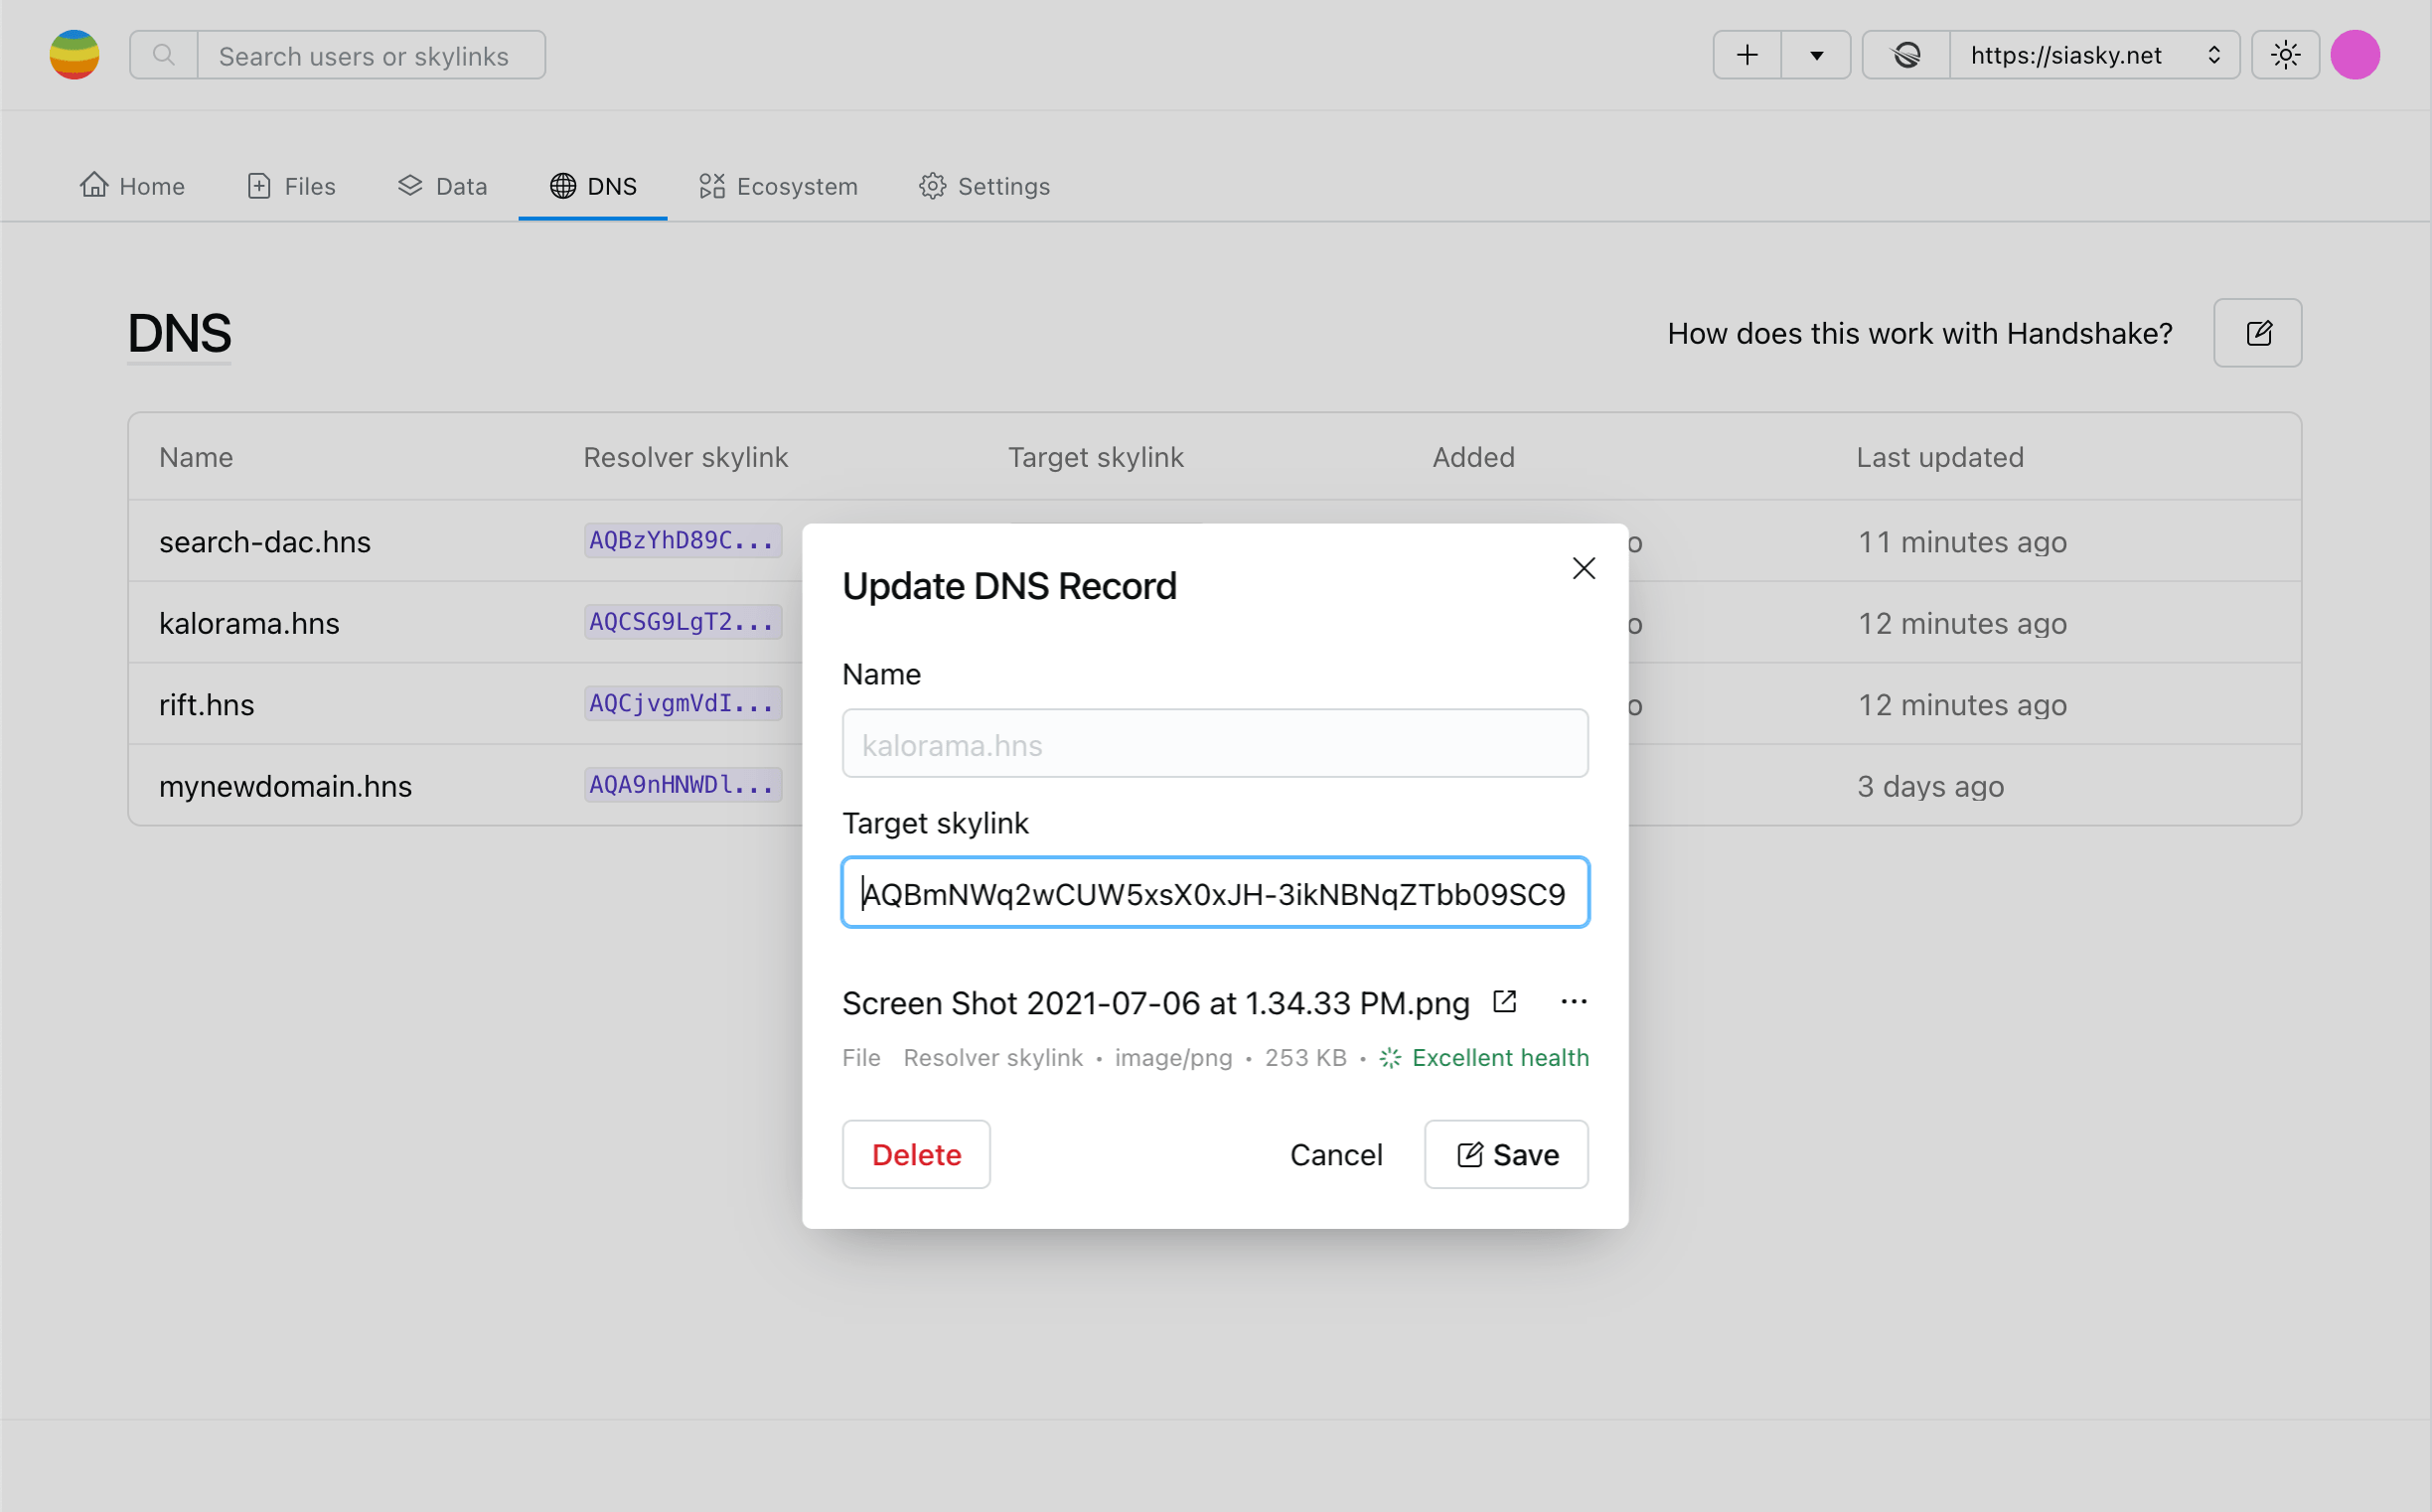 Search users or skylinks
https://siasky.net
Home Files Data DNS Ecosystem Settings
DNS
How does this work with Handshake?
Name Resolver skylink Target skylink Added Last updated
search-dac.hns AQBzYhD89C... 11 minutes ago
kalorama.hns AQCSG9LgT2... 12 minutes ago
rift.hns AQCjvgmVdI... 12 minutes ago
mynewdomain.hns AQA9nHNWDl... 3 days ago
Update DNS Record
Name
kalorama.hns
Target skylink
AQBmNWq2wCUW5xsX0xJH-3ikNBNqZTbb09SC9
Screen Shot 2021-07-06 at 1.34.33 PM.png
File Resolver skylink • image/png • 253 KB • Excellent health
Delete Cancel Save